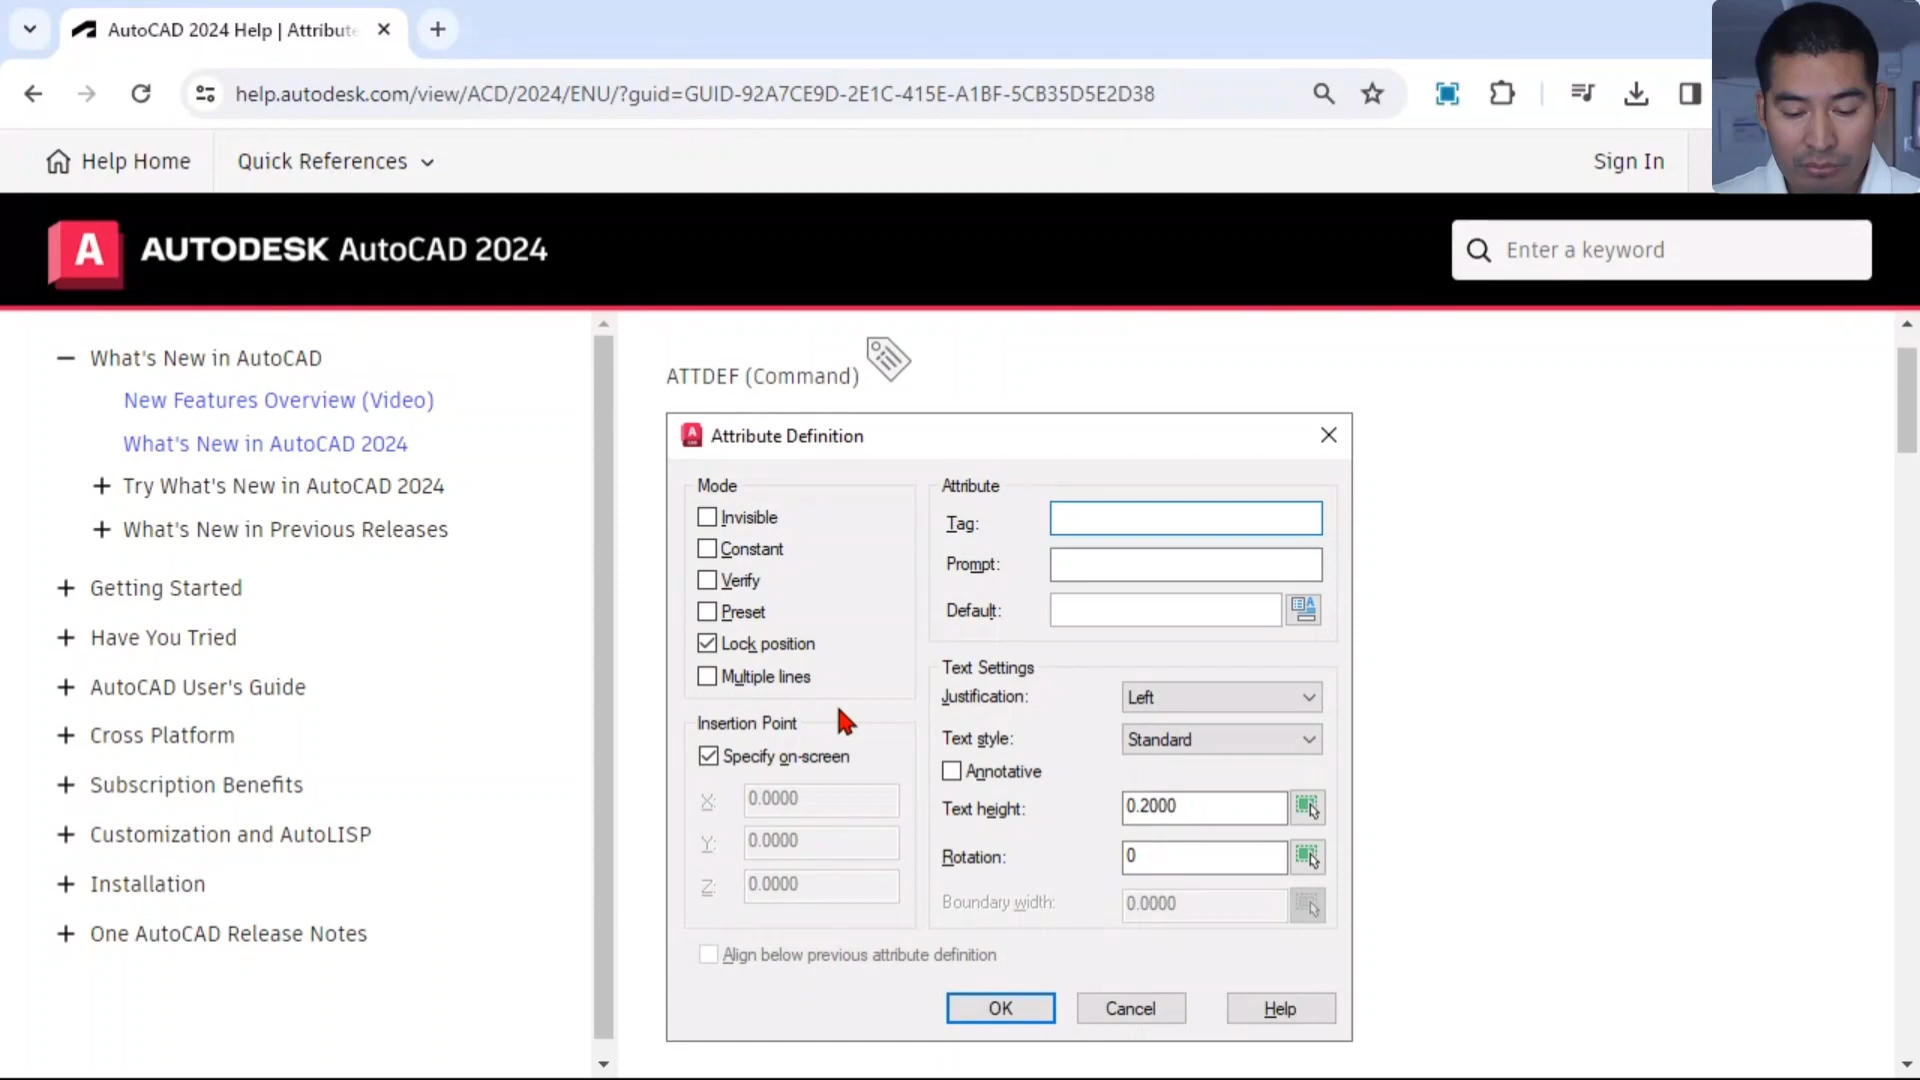 AutoCAD 2024 Help | Attribute
help.autodesk.com/view/ACD/2024/ENU/?guid=GUID-92A7CE9D-2E1C-415E-A1BF-5CB35D5E2D38
Help Home
Quick References
Sign In
A
AUTODESK AutoCAD 2024
Enter a keyword
What's New in AutoCAD
New Features Overview (Video)
What's New in AutoCAD 2024
Try What's New in AutoCAD 2024
What's New in Previous Releases
Getting Started
Have You Tried
AutoCAD User's Guide
Cross Platform
Subscription Benefits
Customization and AutoLISP
Installation
One AutoCAD Release Notes
ATTDEF (Command)
Attribute Definition
Mode
Invisible
Constant
Verify
Preset
Lock position
Multiple lines
Insertion Point
Specify on-screen
X: 0.0000
Y: 0.0000
Z: 0.0000
Attribute
Tag:
Prompt:
Default:
Text Settings
Justification: Left
Text style: Standard
Annotative
Text height: 0.2000
Rotation: 0
Boundary width: 0.0000
Align below previous attribute definition
OK
Cancel
Help